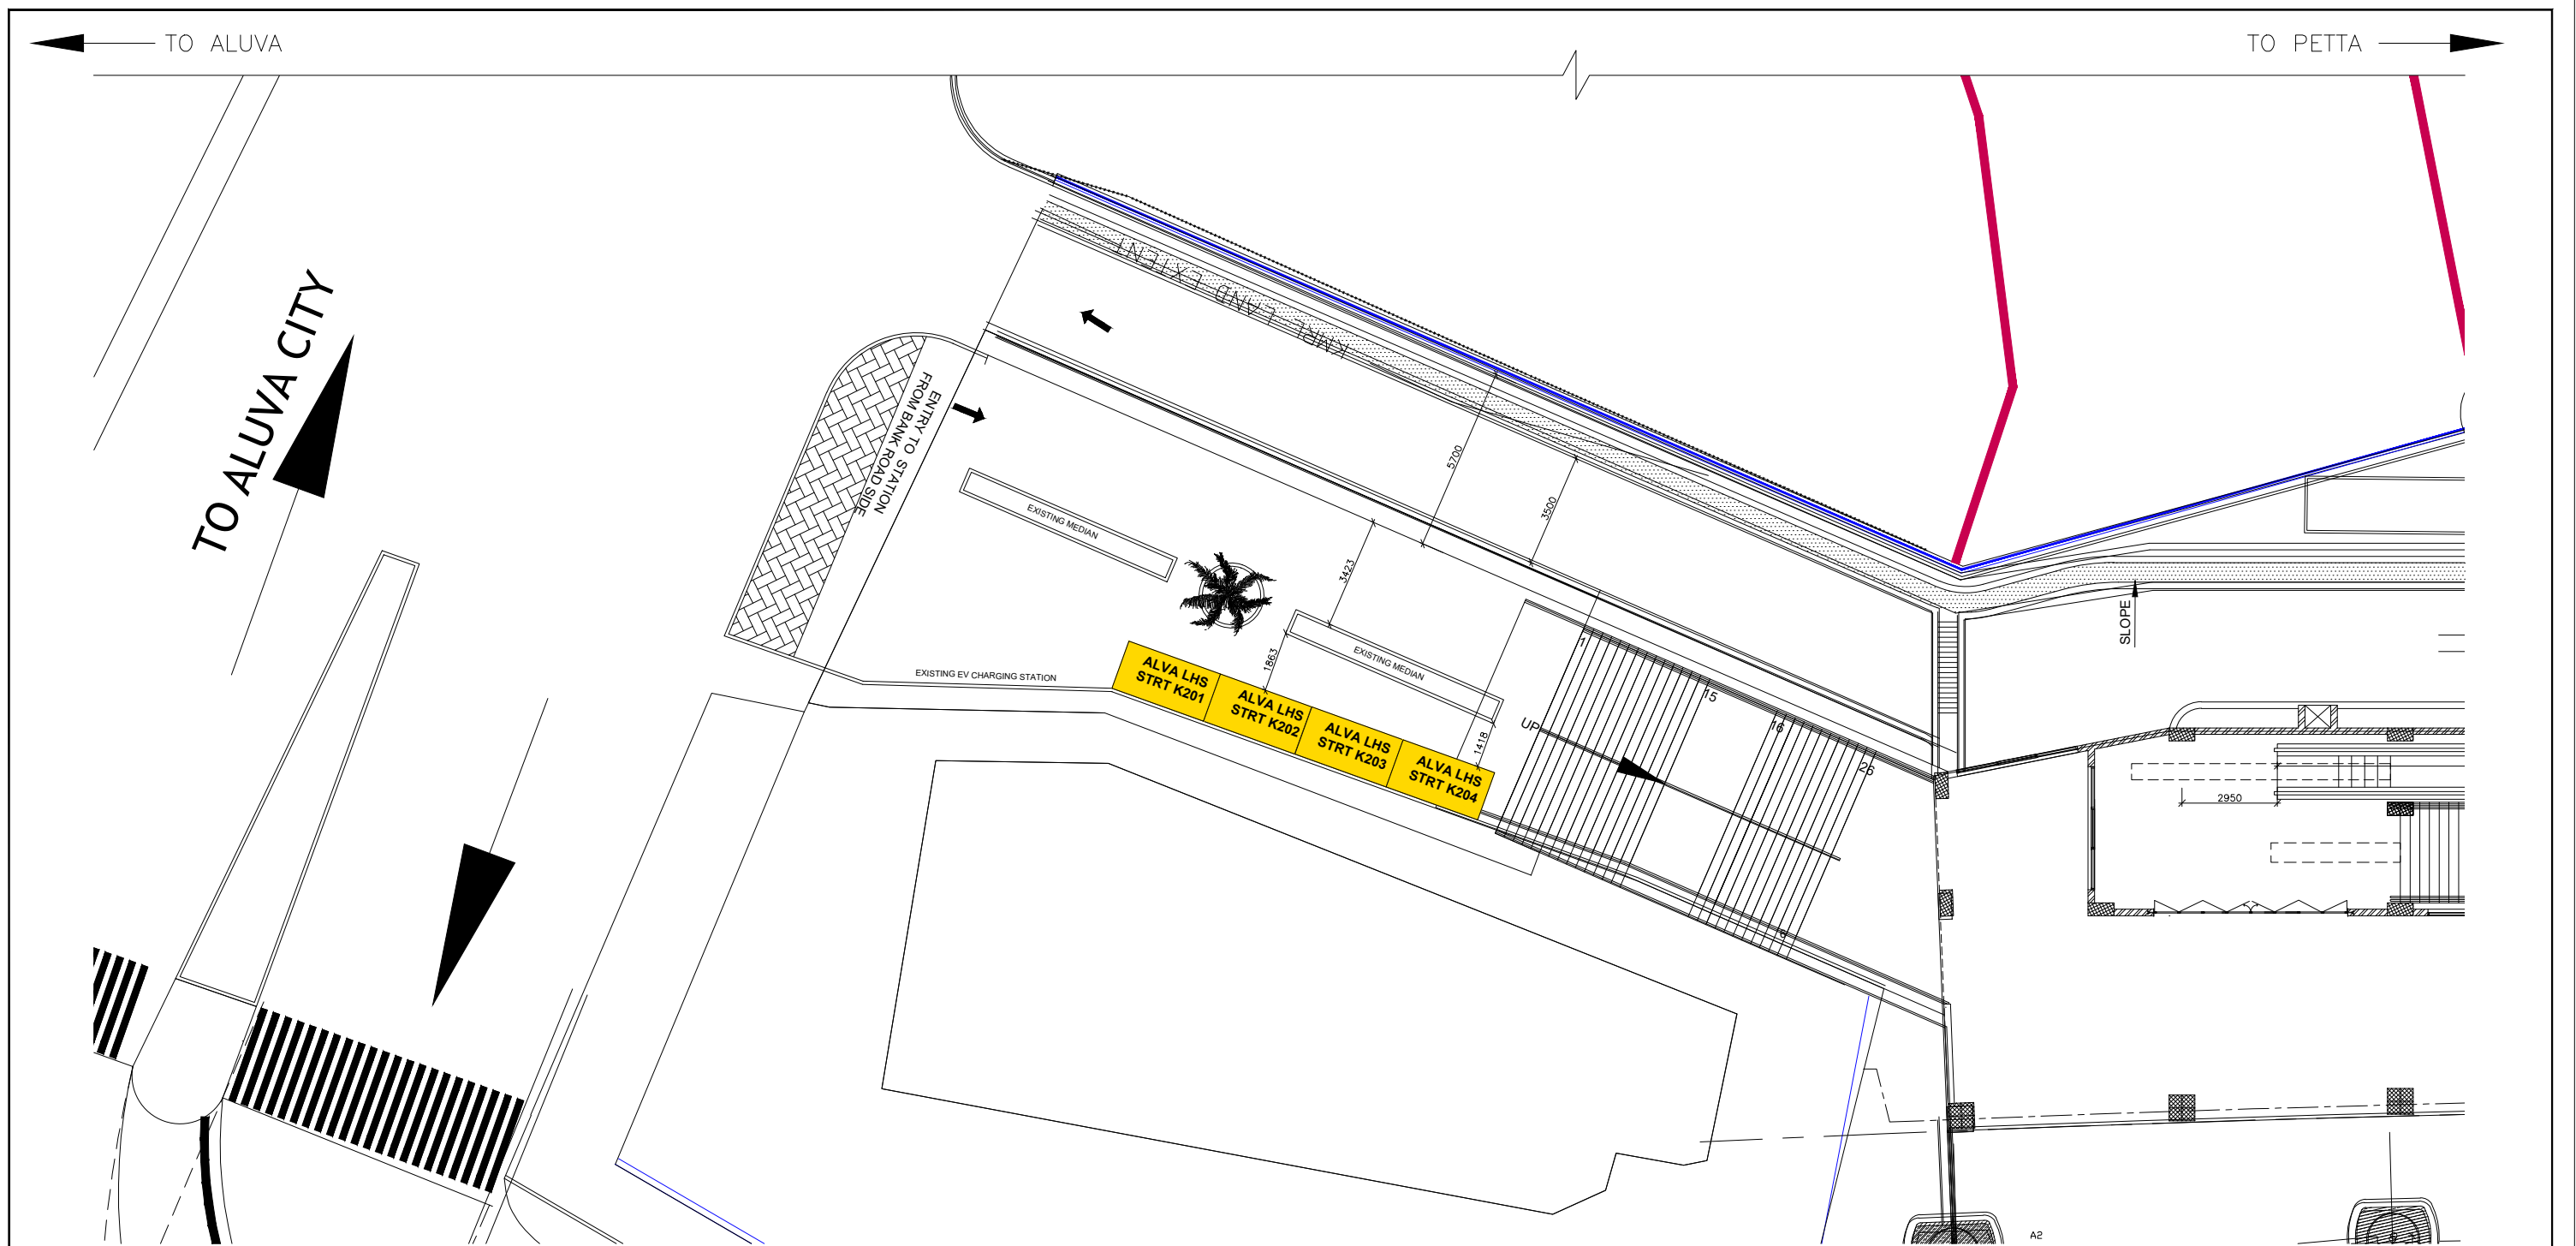 TO ALUVA
TO PETTA
KMRL LAND EXTENT
TO ALUVA CITY
ENTRY TO STATION
FROM BANK ROAD SIDE
EXISTING MEDIAN
5700
3500
3423
1863
EXISTING MEDIAN
1418
EXISTING EV CHARGING STATION
ALVA LHS
STRT K201
ALVA LHS
STRT K202
ALVA LHS
STRT K203
ALVA LHS
STRT K204
1
15
16
26
UP
6
SLOPE
2950
A2